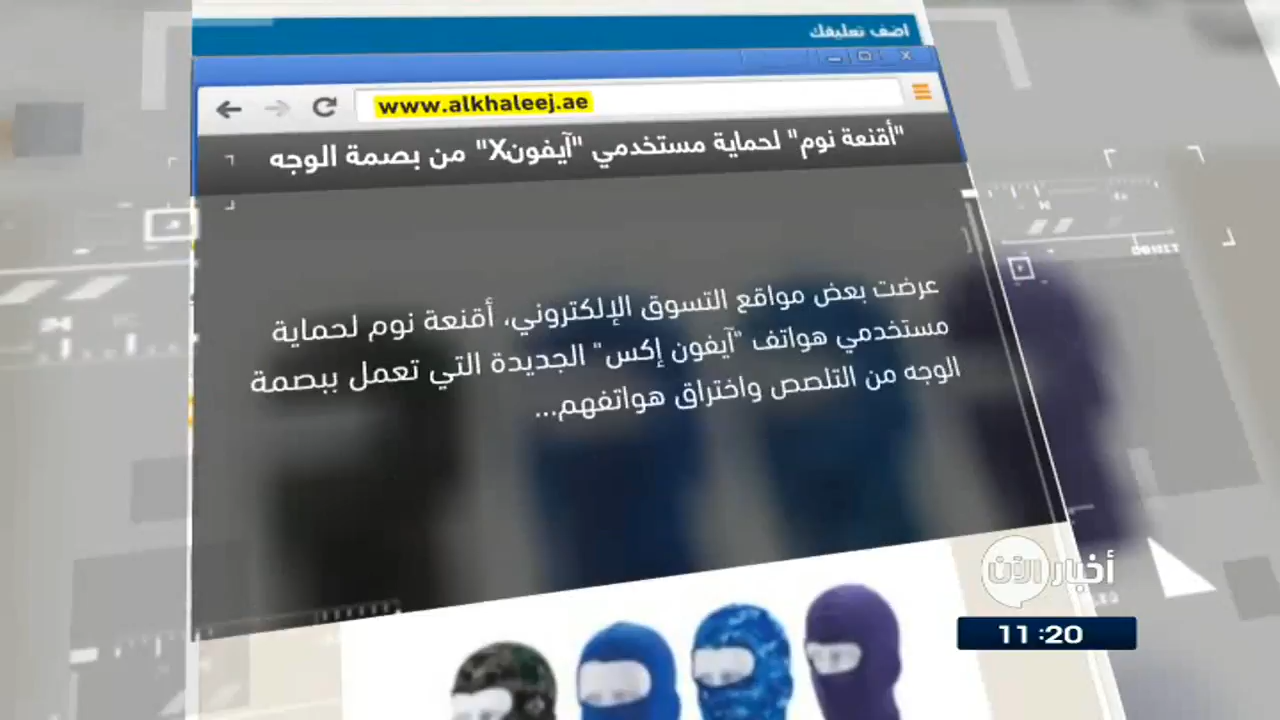 اضف تعليقك
www.alkhaleej.ae
"أقنعة نوم" لحماية مستخدمي "آيفونX" من بصمة الوجه
عرضت بعض مواقع التسوق الإلكتروني، أقنعة نوم لحماية
مستخدمي هواتف "آيفون إكس" الجديدة التي تعمل ببصمة
الوجه من التلصص واختراق هواتفهم...
أخبار الآن
11:20